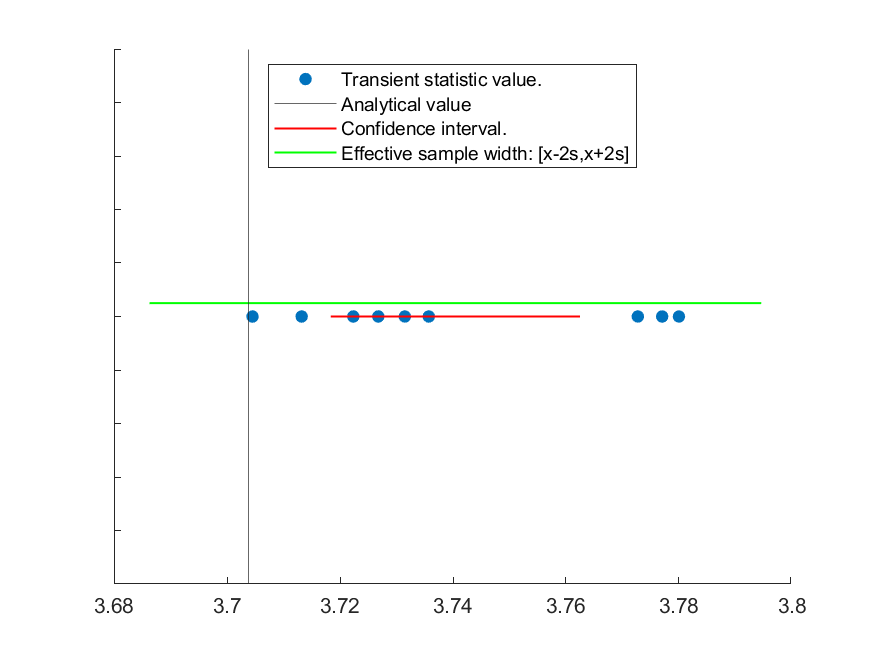 Transient statistic value.
Analytical value
Confidence interval.
Effective sample width: [x-2s,x+2s]
3.68 3.7 3.72 3.74 3.76 3.78 3.8